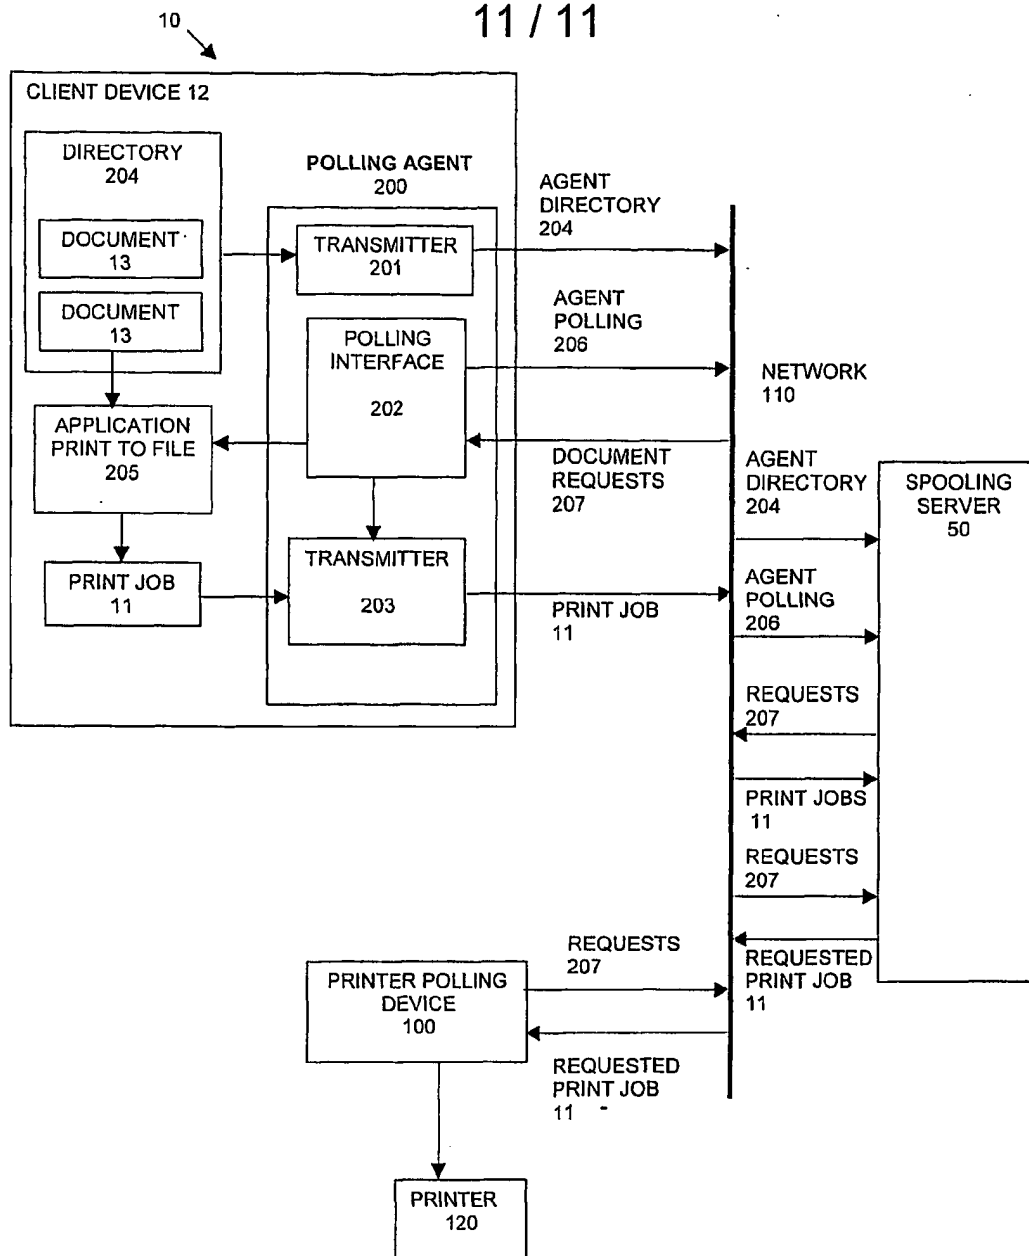 10
11 / 11
CLIENT DEVICE 12
DIRECTORY
204
DOCUMENT
13
DOCUMENT
13
APPLICATION
PRINT TO FILE
205
PRINT JOB
11
POLLING AGENT
200
TRANSMITTER
201
POLLING
INTERFACE
202
TRANSMITTER
203
AGENT
DIRECTORY
204
AGENT
POLLING
206
DOCUMENT
REQUESTS
207
PRINT JOB
11
NETWORK
110
AGENT
DIRECTORY
204
AGENT
POLLING
206
REQUESTS
207
PRINT JOBS
11
REQUESTS
207
REQUESTED
PRINT JOB
11
SPOOLING
SERVER
50
REQUESTS
207
PRINTER POLLING
DEVICE
100
REQUESTED
PRINT JOB
11
PRINTER
120